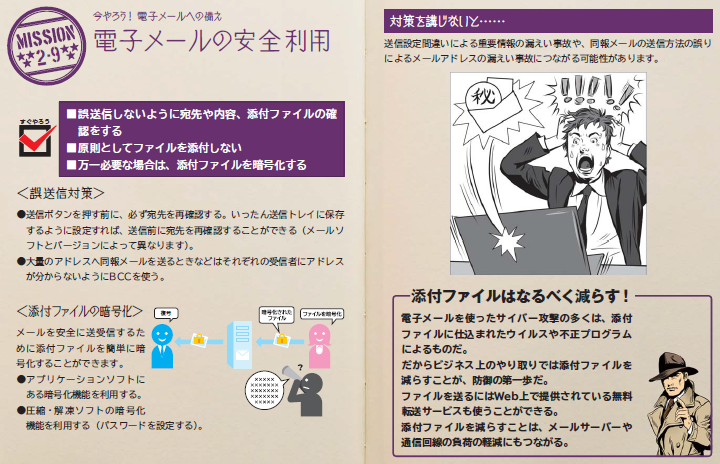 MISSION
2-9
今やろう！電子メールへの備え
電子メールの安全利用
すぐやろう
■誤送信しないように宛先や内容、添付ファイルの確
認をする
■原則としてファイルを添付しない
■万一必要な場合は、添付ファイルを暗号化する
＜誤送信対策＞
●送信ボタンを押す前に、必ず宛先を再確認する。いったん送信トレイに保存
するように設定すれば、送信前に宛先を再確認することができる（メールソ
フトとバージョンによって異なります）。
●大量のアドレスへ同報メールを送るときなどはそれぞれの受信者にアドレス
が分からないようにBCCを使う。
＜添付ファイルの暗号化＞
メールを安全に送受信するた
めに添付ファイルを簡単に暗
号化することができます。
●アプリケーションソフトに
ある暗号化機能を利用する。
●圧縮・解凍ソフトの暗号化
機能を利用する（パスワードを設定する）。
復号
暗号化された
ファイル
ファイルを暗号化
?
対策を講じないと……
送信設定間違いによる重要情報の漏えい事故や、同報メールの送信方法の誤り
によるメールアドレスの漏えい事故につながる可能性があります。
秘
添付ファイルはなるべく減らす！
電子メールを使ったサイバー攻撃の多くは、添付
ファイルに仕込まれたウイルスや不正プログラム
によるものだ。
だからビジネス上のやり取りでは添付ファイルを
減らすことが、防御の第一歩だ。
ファイルを送るにはWeb上で提供されている無料
転送サービスも使うことができる。
添付ファイルを減らすことは、メールサーバーや
通信回線の負荷の軽減にもつながる。